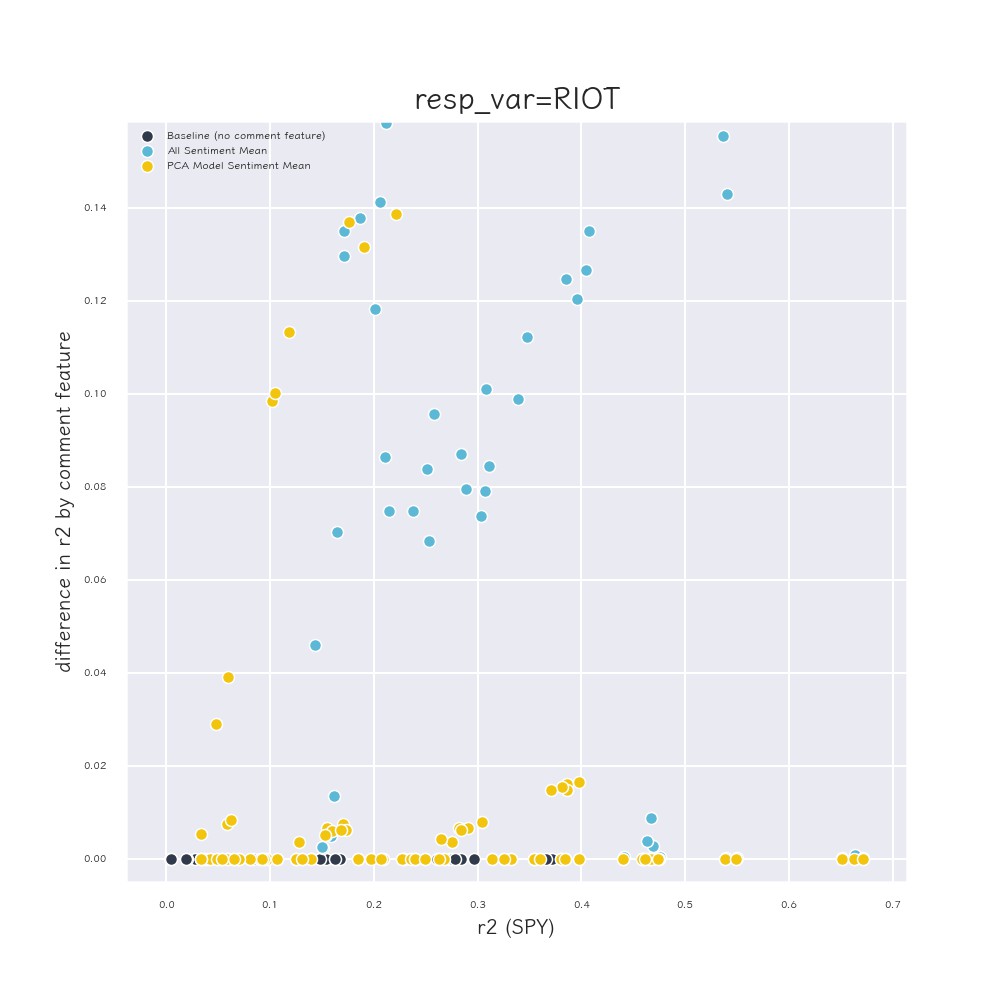 resp_var=RIOT
Baseline (no comment feature)
All Sentiment Mean
PCA Model Sentiment Mean
difference in r2 by comment feature
0.14
0.12
0.10
0.08
0.06
0.04
0.02
0.00
0.0 0.1 0.2 0.3 0.4 0.5 0.6 0.7
r2 (SPY)